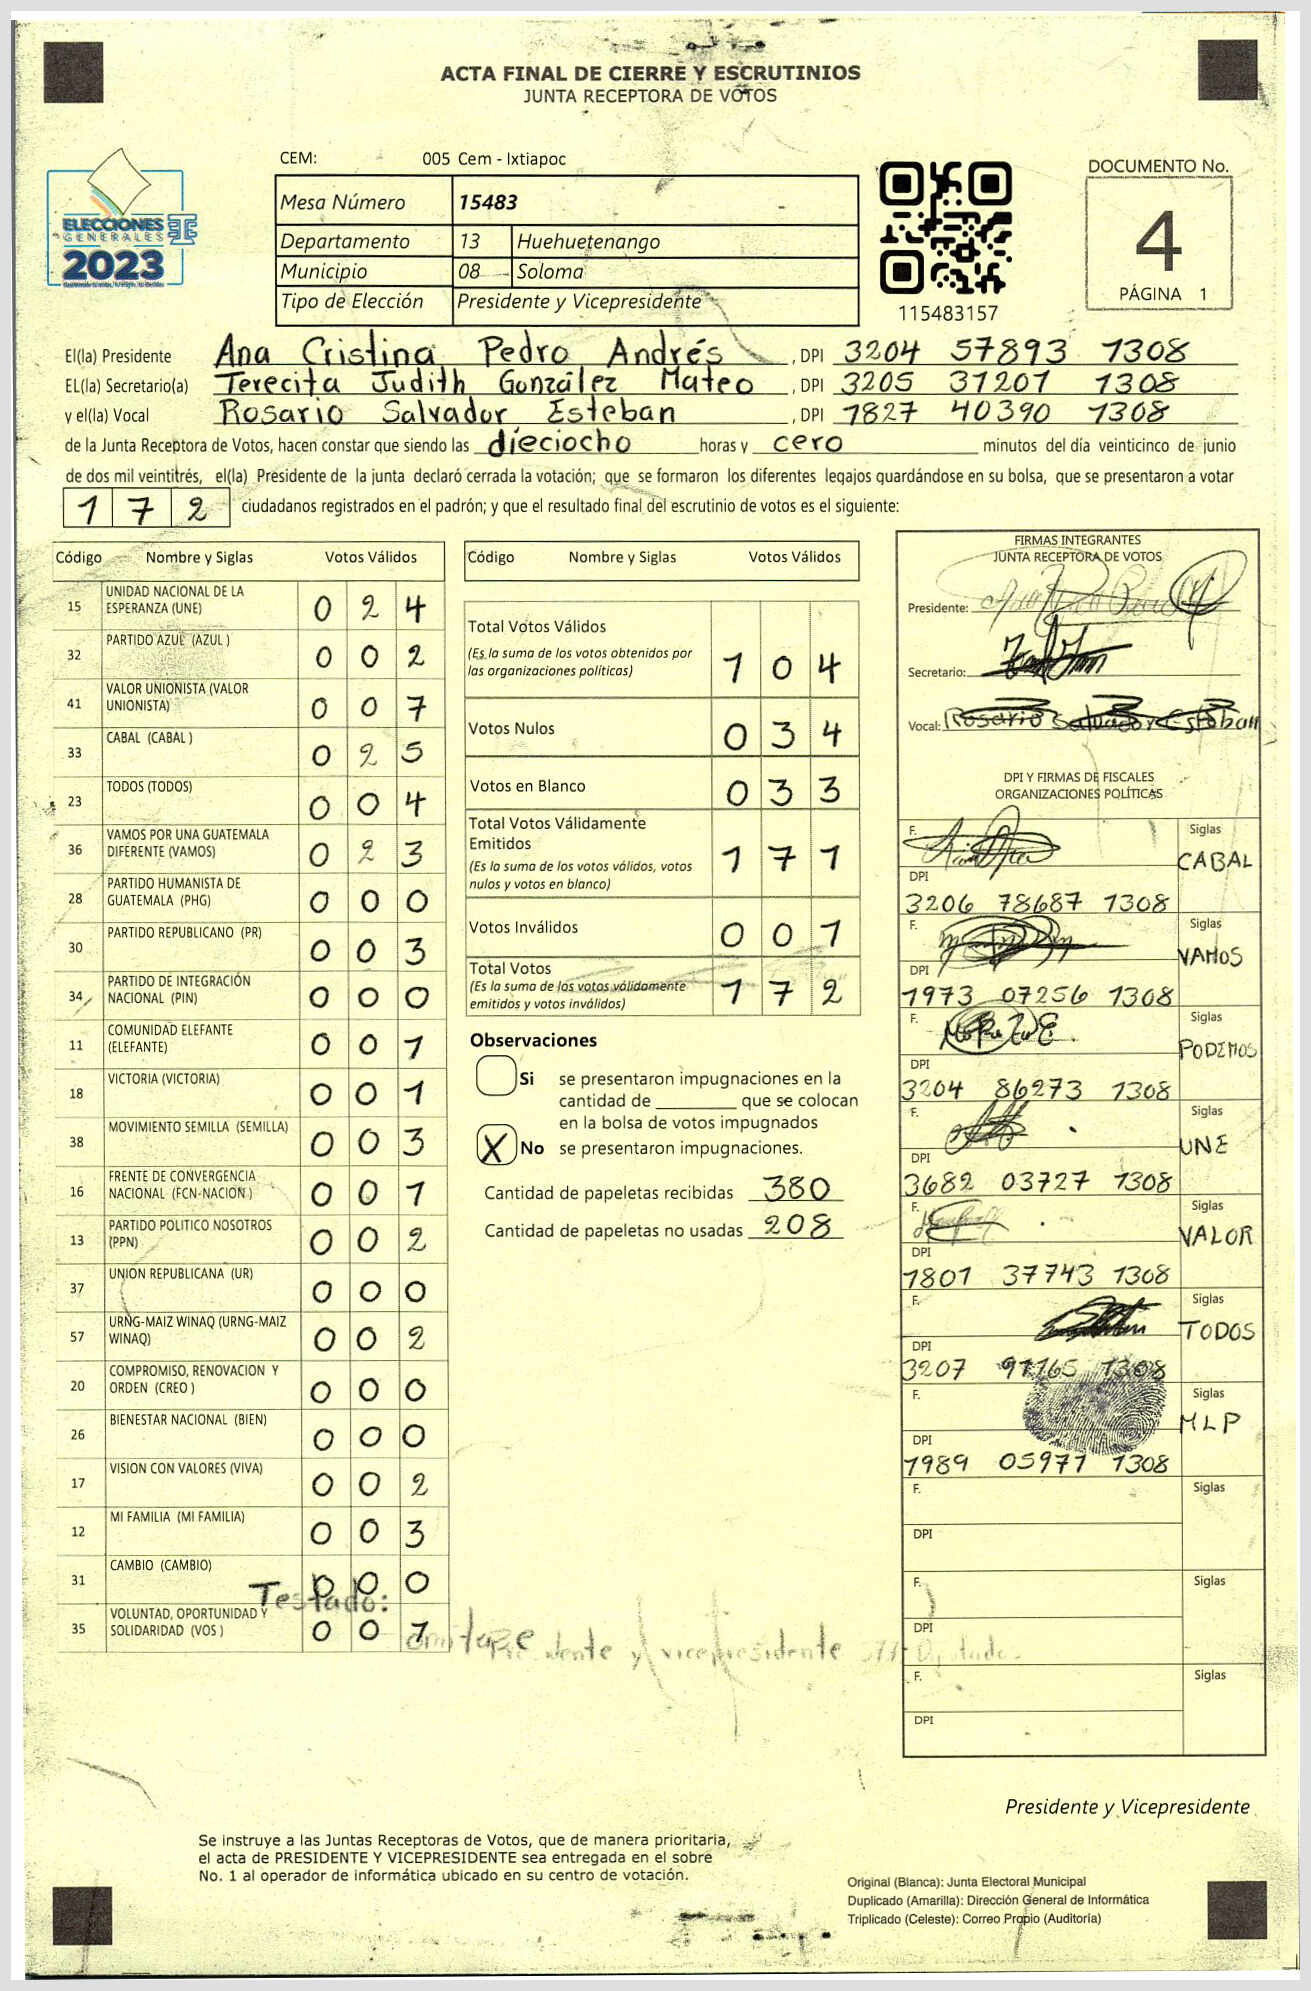 ACTA FINAL DE CIERRE Y ESCRUTINIOS
JUNTA RECEPTORA DE VOTOS
ELECCIONES
GENERALES
2023
CEM: 005 Cem - Ixtiapoc
Mesa Número 15483
Departamento 13 Huehuetenango
Municipio 08 Soloma
Tipo de Elección Presidente y Vicepresidente
115483157
DOCUMENTO No.
4
PÁGINA 1
El(la) Presidente Ana Cristina Pedro Andrés , DPI 3204 57893 1308
EL(la) Secretario(a) Terecita Judith González Mateo , DPI 3205 31201 1308
y el(la) Vocal Rosario Salvador Esteban , DPI 1827 40390 1308
de la Junta Receptora de Votos, hacen constar que siendo las dieciocho horas y cero minutos del día veinticinco de junio
de dos mil veintitrés, el(la) Presidente de la junta declaró cerrada la votación; que se formaron los diferentes legajos guardándose en su bolsa, que se presentaron a votar
172 ciudadanos registrados en el padrón; y que el resultado final del escrutinio de votos es el siguiente:
Código Nombre y Siglas Votos Válidos
15 UNIDAD NACIONAL DE LA
ESPERANZA (UNE) 0 2 4
32 PARTIDO AZUL (AZUL ) 0 0 2
41 VALOR UNIONISTA (VALOR
UNIONISTA) 0 0 7
33 CABAL (CABAL ) 0 2 5
23 TODOS (TODOS) 0 0 4
36 VAMOS POR UNA GUATEMALA
DIFERENTE (VAMOS) 0 2 3
28 PARTIDO HUMANISTA DE
GUATEMALA (PHG) 0 0 0
30 PARTIDO REPUBLICANO (PR) 0 0 3
34 PARTIDO DE INTEGRACIÓN
NACIONAL (PIN) 0 0 0
11 COMUNIDAD ELEFANTE
(ELEFANTE) 0 0 1
18 VICTORIA (VICTORIA) 0 0 1
38 MOVIMIENTO SEMILLA (SEMILLA) 0 0 3
16 FRENTE DE CONVERGENCIA
NACIONAL (FCN-NACION ) 0 0 1
13 PARTIDO POLITICO NOSOTROS
(PPN) 0 0 2
37 UNION REPUBLICANA (UR) 0 0 0
57 URNG-MAIZ WINAQ (URNG-MAIZ
WINAQ) 0 0 2
20 COMPROMISO, RENOVACION Y
ORDEN (CREO ) 0 0 0
26 BIENESTAR NACIONAL (BIEN) 0 0 0
17 VISION CON VALORES (VIVA) 0 0 2
12 MI FAMILIA (MI FAMILIA) 0 0 3
31 CAMBIO (CAMBIO) 0 0 0
Testado:
35 VOLUNTAD, OPORTUNIDAD Y
SOLIDARIDAD (VOS ) 0 0 1
omitase
y vicepresidente
Código Nombre y Siglas Votos Válidos
Total Votos Válidos
(Es la suma de los votos obtenidos por
las organizaciones políticas) 1 0 4
Votos Nulos 0 3 4
Votos en Blanco 0 3 3
Total Votos Válidamente
Emitidos
(Es la suma de los votos válidos, votos
nulos y votos en blanco) 1 7 1
Votos Inválidos 0 0 1
Total Votos
(Es la suma de los votos válidamente
emitidos y votos inválidos) 1 7 2
Observaciones
Si se presentaron impugnaciones en la
cantidad de ________ que se colocan
en la bolsa de votos impugnados
X No se presentaron impugnaciones.
Cantidad de papeletas recibidas 380
Cantidad de papeletas no usadas 208
FIRMAS INTEGRANTES
JUNTA RECEPTORA DE VOTOS
Presidente:
Secretario:
Vocal: Rosario Salvador Esteban
DPI Y FIRMAS DE FISCALES
ORGANIZACIONES POLÍTICAS
F. Siglas
CABAL
DPI
3206 78687 1308
F. Siglas
VAMOS
DPI
1973 07256 1308
F. Siglas
PODEMOS
DPI
3204 86273 1308
F. Siglas
UNE
DPI
3682 03727 1308
F. Siglas
VALOR
DPI
1801 37743 1308
F. Siglas
TODOS
DPI
3207 91165 1308
F. Siglas
MLP
DPI
1989 05971 1308
F. Siglas
DPI
F. Siglas
DPI
F. Siglas
DPI
Presidente y Vicepresidente
Se instruye a las Juntas Receptoras de Votos, que de manera prioritaria,
el acta de PRESIDENTE Y VICEPRESIDENTE sea entregada en el sobre
No. 1 al operador de informática ubicado en su centro de votación.
Original (Blanca): Junta Electoral Municipal
Duplicado (Amarilla): Dirección General de Informática
Triplicado (Celeste): Correo Propio (Auditoría)